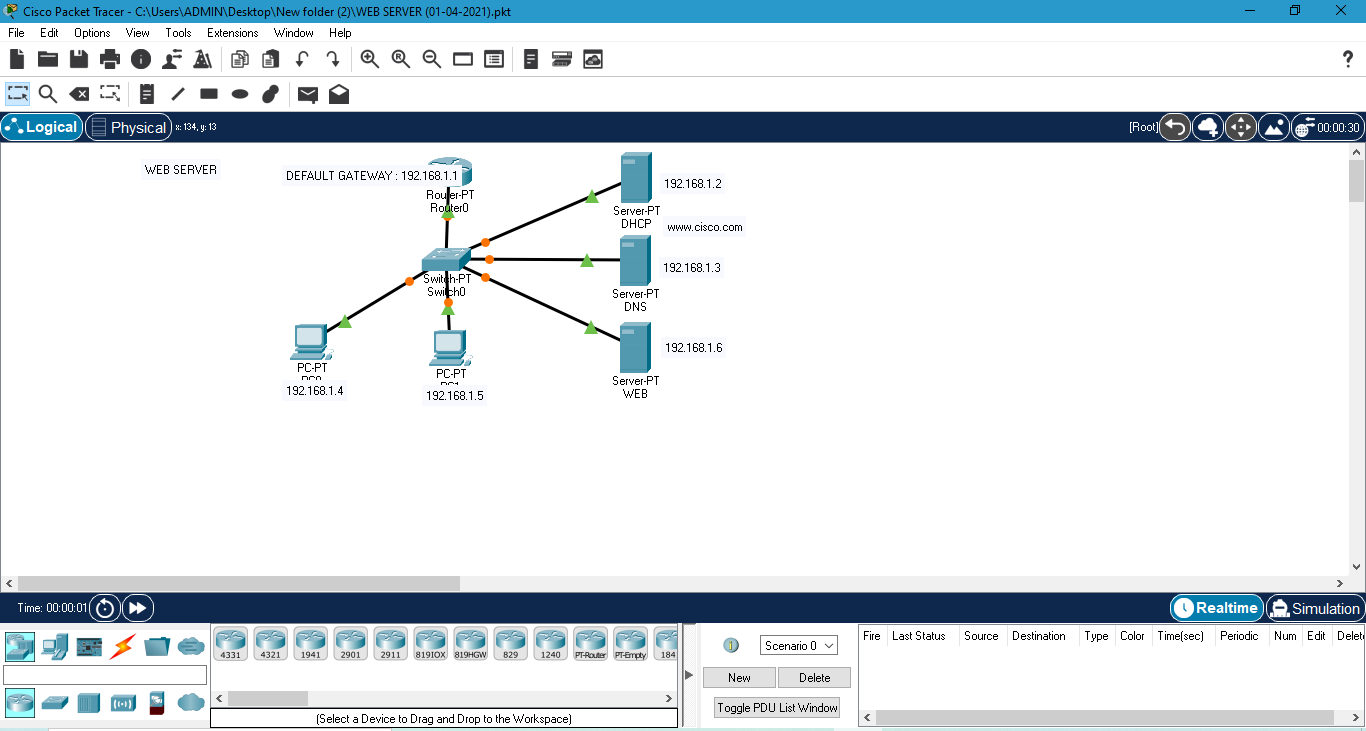 Cisco Packet Tracer - C:\Users\ADMIN\Desktop\New folder (2)\WEB SERVER (01-04-2021).pkt
File Edit Options View Tools Extensions Window Help
Logical Physical x: 134, y: 13 [Root] 00:00:30
WEB SERVER
DEFAULT GATEWAY : 192.168.1.1
Router-PT
Router0
192.168.1.2
Server-PT
DHCP
www.cisco.com
Switch-PT
Switch0
192.168.1.3
Server-PT
DNS
PC-PT
PC0
192.168.1.4
PC-PT
PC1
192.168.1.5
192.168.1.6
Server-PT
WEB
Time: 00:00:01 Realtime Simulation
4331 4321 1941 2901 2911 819IOX 819HGW 829 1240 PT-Router PT-Empty 184
(Select a Device to Drag and Drop to the Workspace)
Scenario 0
New Delete
Toggle PDU List Window
Fire Last Status Source Destination Type Color Time(sec) Periodic Num Edit Delet